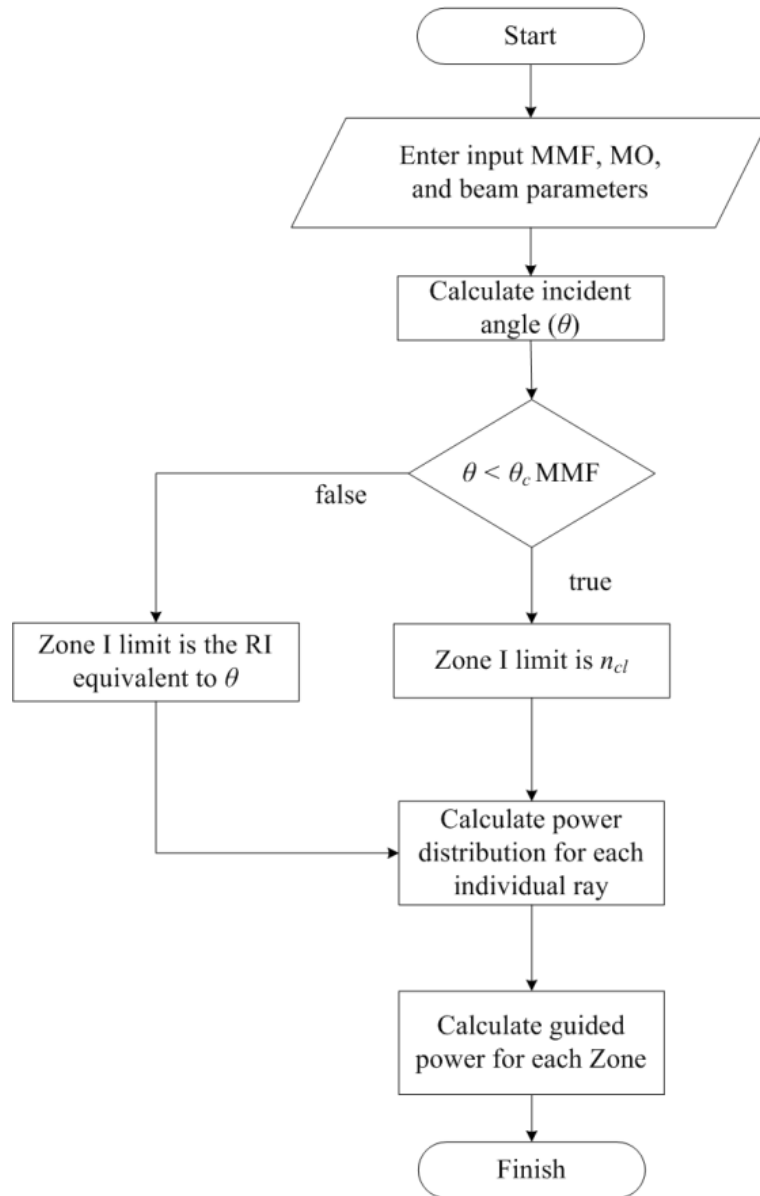 Start
Enter input MMF, MO,
and beam parameters
Calculate incident
angle (θ)
θ < θc MMF
false
true
Zone I limit is the RI
equivalent to θ
Zone I limit is ncl
Calculate power
distribution for each
individual ray
Calculate guided
power for each Zone
Finish